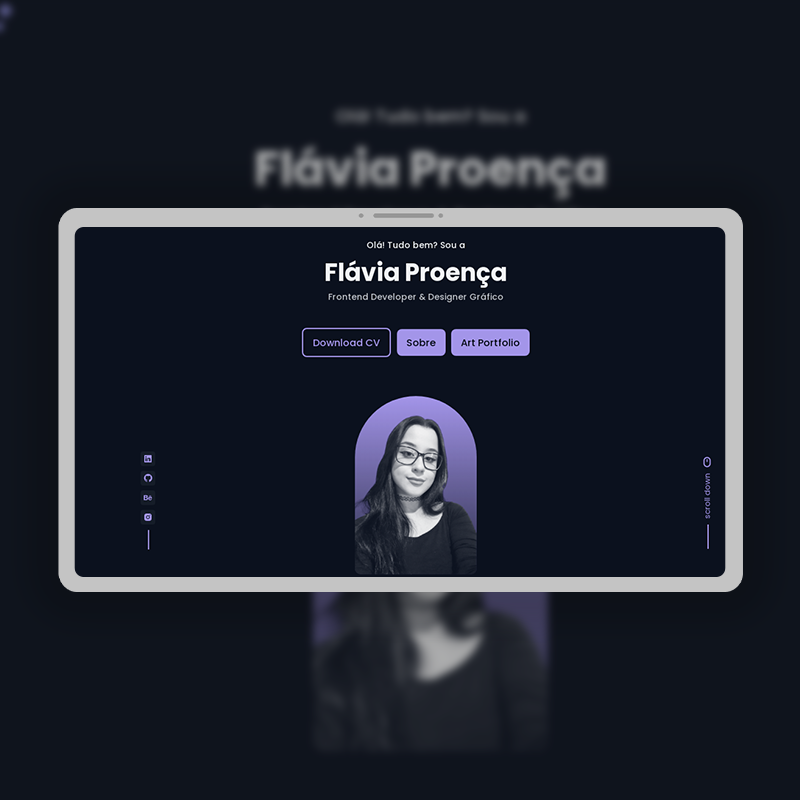 Olá! Tudo bem? Sou a
Flávia Proença
Olá! Tudo bem? Sou a
Flávia Proença
Frontend Developer & Designer Gráfico
Download CV
Sobre
Art Portfolio
in
Bē
scroll down